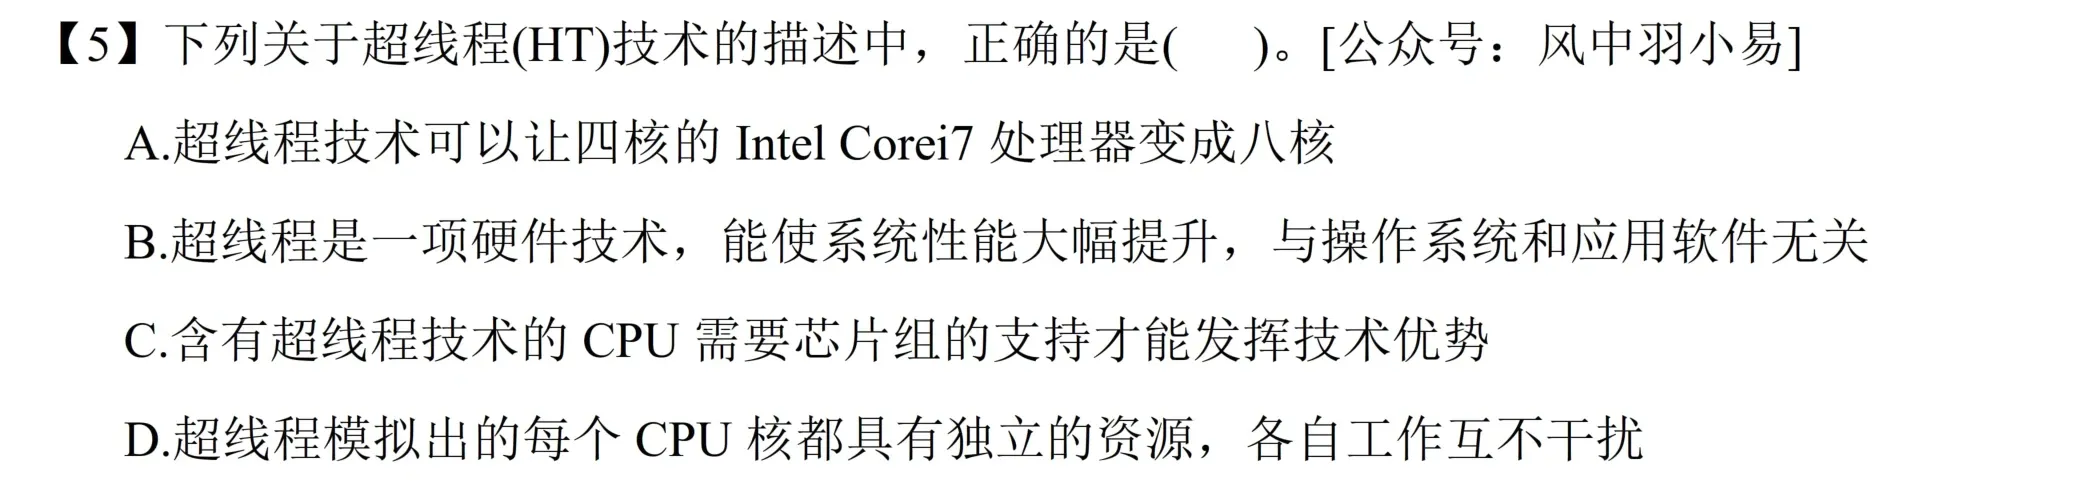 【5】下列关于超线程(HT)技术的描述中，正确的是(    )。[公众号：风中羽小易]
A.超线程技术可以让四核的 Intel Corei7 处理器变成八核
B.超线程是一项硬件技术，能使系统性能大幅提升，与操作系统和应用软件无关
C.含有超线程技术的 CPU 需要芯片组的支持才能发挥技术优势
D.超线程模拟出的每个 CPU 核都具有独立的资源，各自工作互不干扰